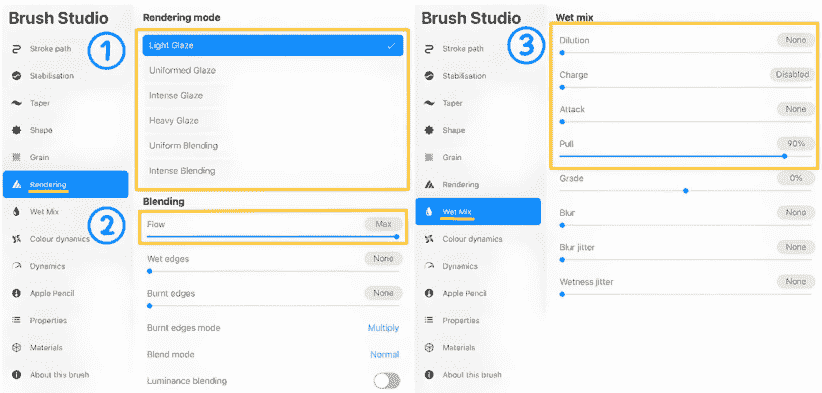 Brush Studio
1
Stroke path
Stabilisation
Taper
Shape
Grain
Rendering
2
Wet Mix
Colour dynamics
Dynamics
Apple Pencil
Properties
Materials
About this brush
Rendering mode
Light Glaze
Uniformed Glaze
Intense Glaze
Heavy Glaze
Uniform Blending
Intense Blending
Blending
Flow Max
Wet edges None
Burnt edges None
Burnt edges mode Multiply
Blend mode Normal
Luminance blending
Brush Studio
3
Stroke path
Stabilisation
Taper
Shape
Grain
Rendering
Wet Mix
Colour dynamics
Dynamics
Apple Pencil
Properties
Materials
About this brush
Wet mix
Dilution None
Charge Disabled
Attack None
Pull 90%
Grade 0%
Blur None
Blur jitter None
Wetness jitter None